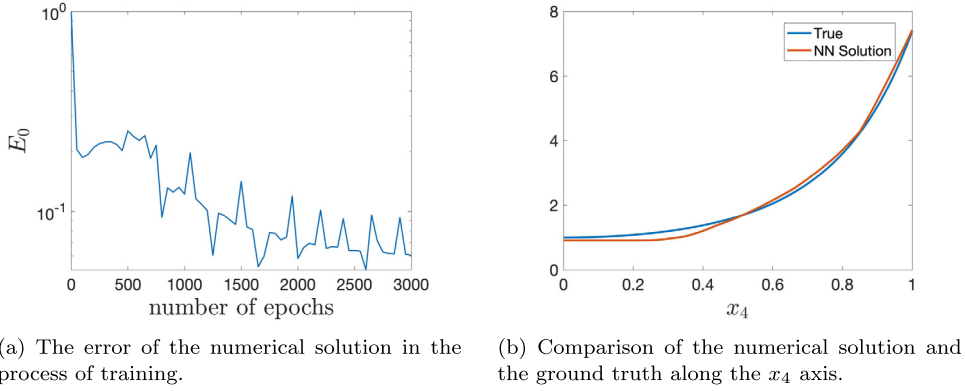 10^0
10^-1
E_0
0 500 1000 1500 2000 2500 3000
number of epochs
(a) The error of the numerical solution in the
process of training.
8
6
4
2
0
True
NN Solution
0 0.2 0.4 0.6 0.8 1
x_4
(b) Comparison of the numerical solution and
the ground truth along the x_4 axis.